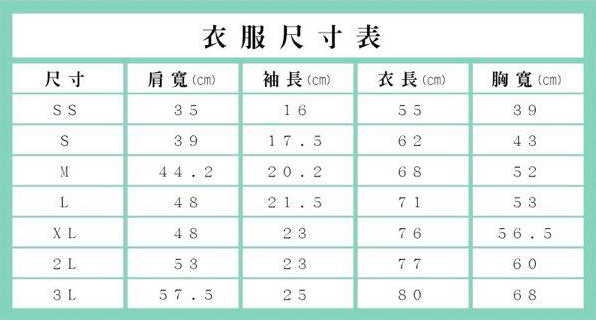 衣服尺寸表
尺寸 肩寬(cm) 袖長(cm) 衣長(cm) 胸寬(cm)
SS 35 16 55 39
S 39 17.5 62 43
M 44.2 20.2 68 52
L 48 21.5 71 53
XL 48 23 76 56.5
2L 53 23 77 60
3L 57.5 25 80 68